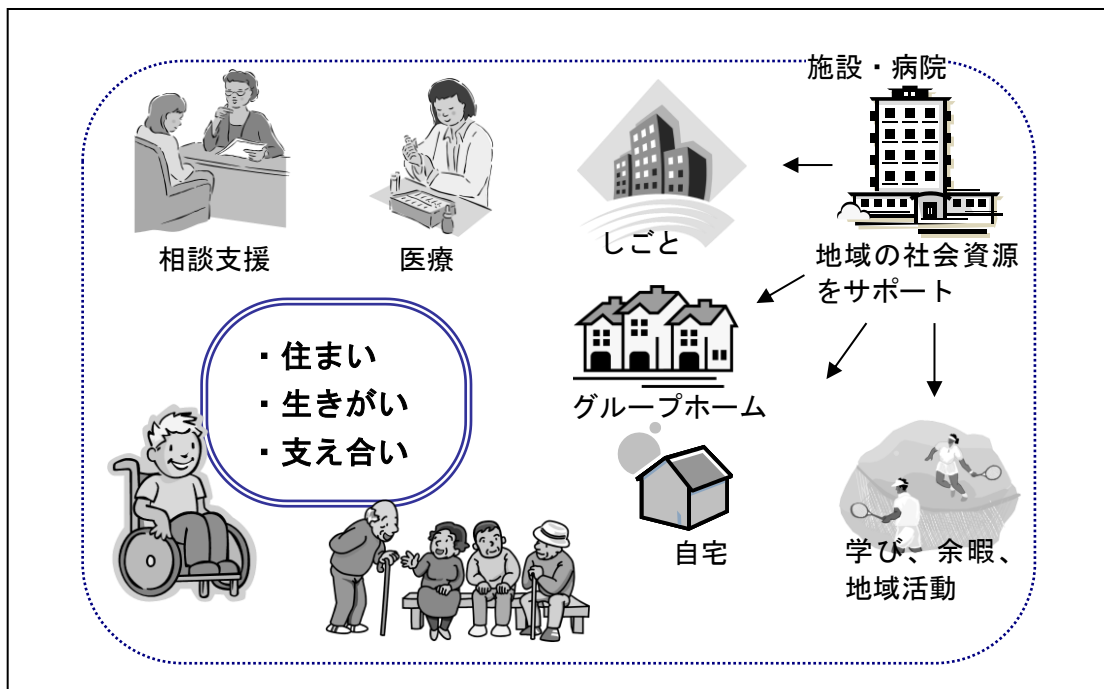 施設・病院
相談支援
医療
しごと
地域の社会資源
をサポート
・住まい
・生きがい
・支え合い
グループホーム
自宅
学び、余暇、
地域活動